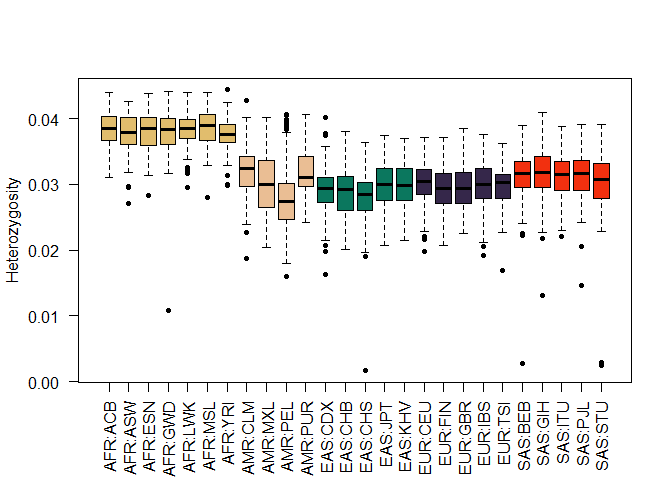 Heterozygosity
0.04
0.03
0.02
0.01
0.00
AFR:ACB
AFR:ASW
AFR:ESN
AFR:GWD
AFR:LWK
AFR:MSL
AFR:YRI
AMR:CLM
AMR:MXL
AMR:PEL
AMR:PUR
EAS:CDX
EAS:CHB
EAS:CHS
EAS:JPT
EAS:KHV
EUR:CEU
EUR:FIN
EUR:GBR
EUR:IBS
EUR:TSI
SAS:BEB
SAS:GIH
SAS:ITU
SAS:PJL
SAS:STU